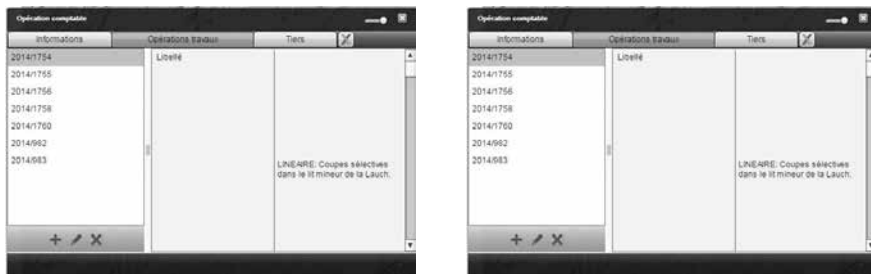 Opération comptable
Informations Opérations travaux Tiers
2014/1754 Libellé
2014/1755
2014/1756
2014/1758
2014/1760
2014/982
2014/983 LINEAIRE: Coupes sélectives
dans le lit mineur de la Lauch.
Opération comptable
Informations Opérations travaux Tiers
2014/1754 Libellé
2014/1755
2014/1756
2014/1758
2014/1760
2014/982
2014/983 LINEAIRE: Coupes sélectives
dans le lit mineur de la Lauch.